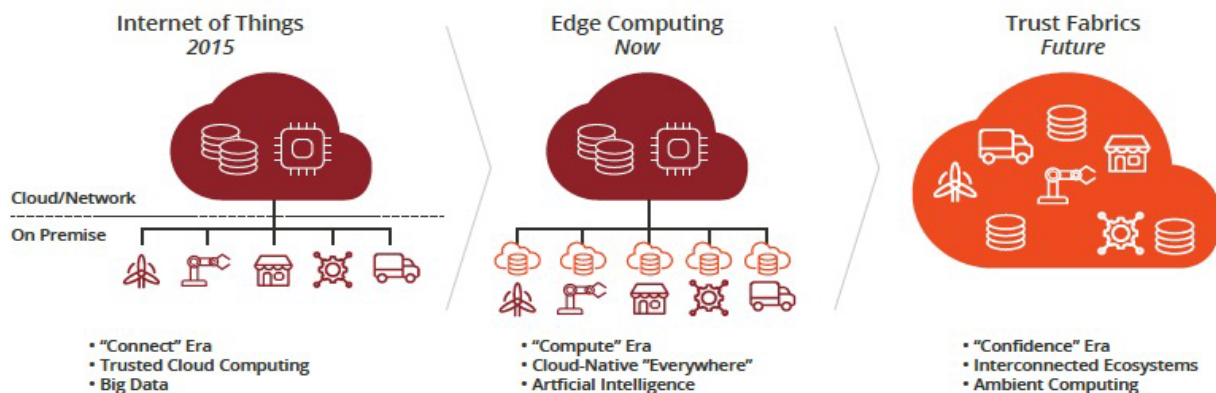 Internet of Things
2015
Edge Computing
Now
Trust Fabrics
Future
Cloud/Network
On Premise
• “Connect” Era
• Trusted Cloud Computing
• Big Data
• “Compute” Era
• Cloud-Native “Everywhere”
• Artficial Intelligence
• “Confidence” Era
• Interconnected Ecosystems
• Ambient Computing